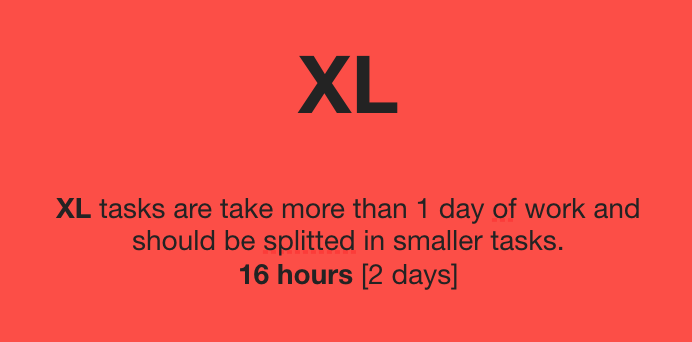 XL
XL tasks are take more than 1 day of work and
should be splitted in smaller tasks.
16 hours [2 days]